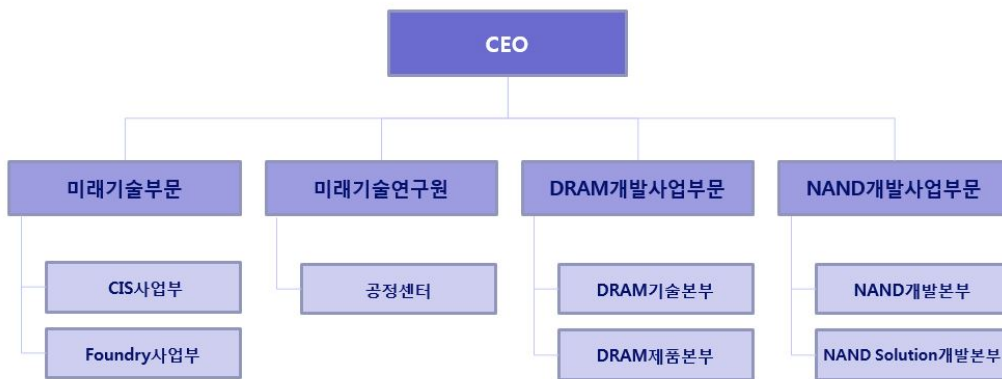 CEO
미래기술부문
미래기술연구원
DRAM개발사업부문
NAND개발사업부문
CIS사업부
공정센터
DRAM기술본부
NAND개발본부
Foundry사업부
DRAM제품본부
NAND Solution개발본부